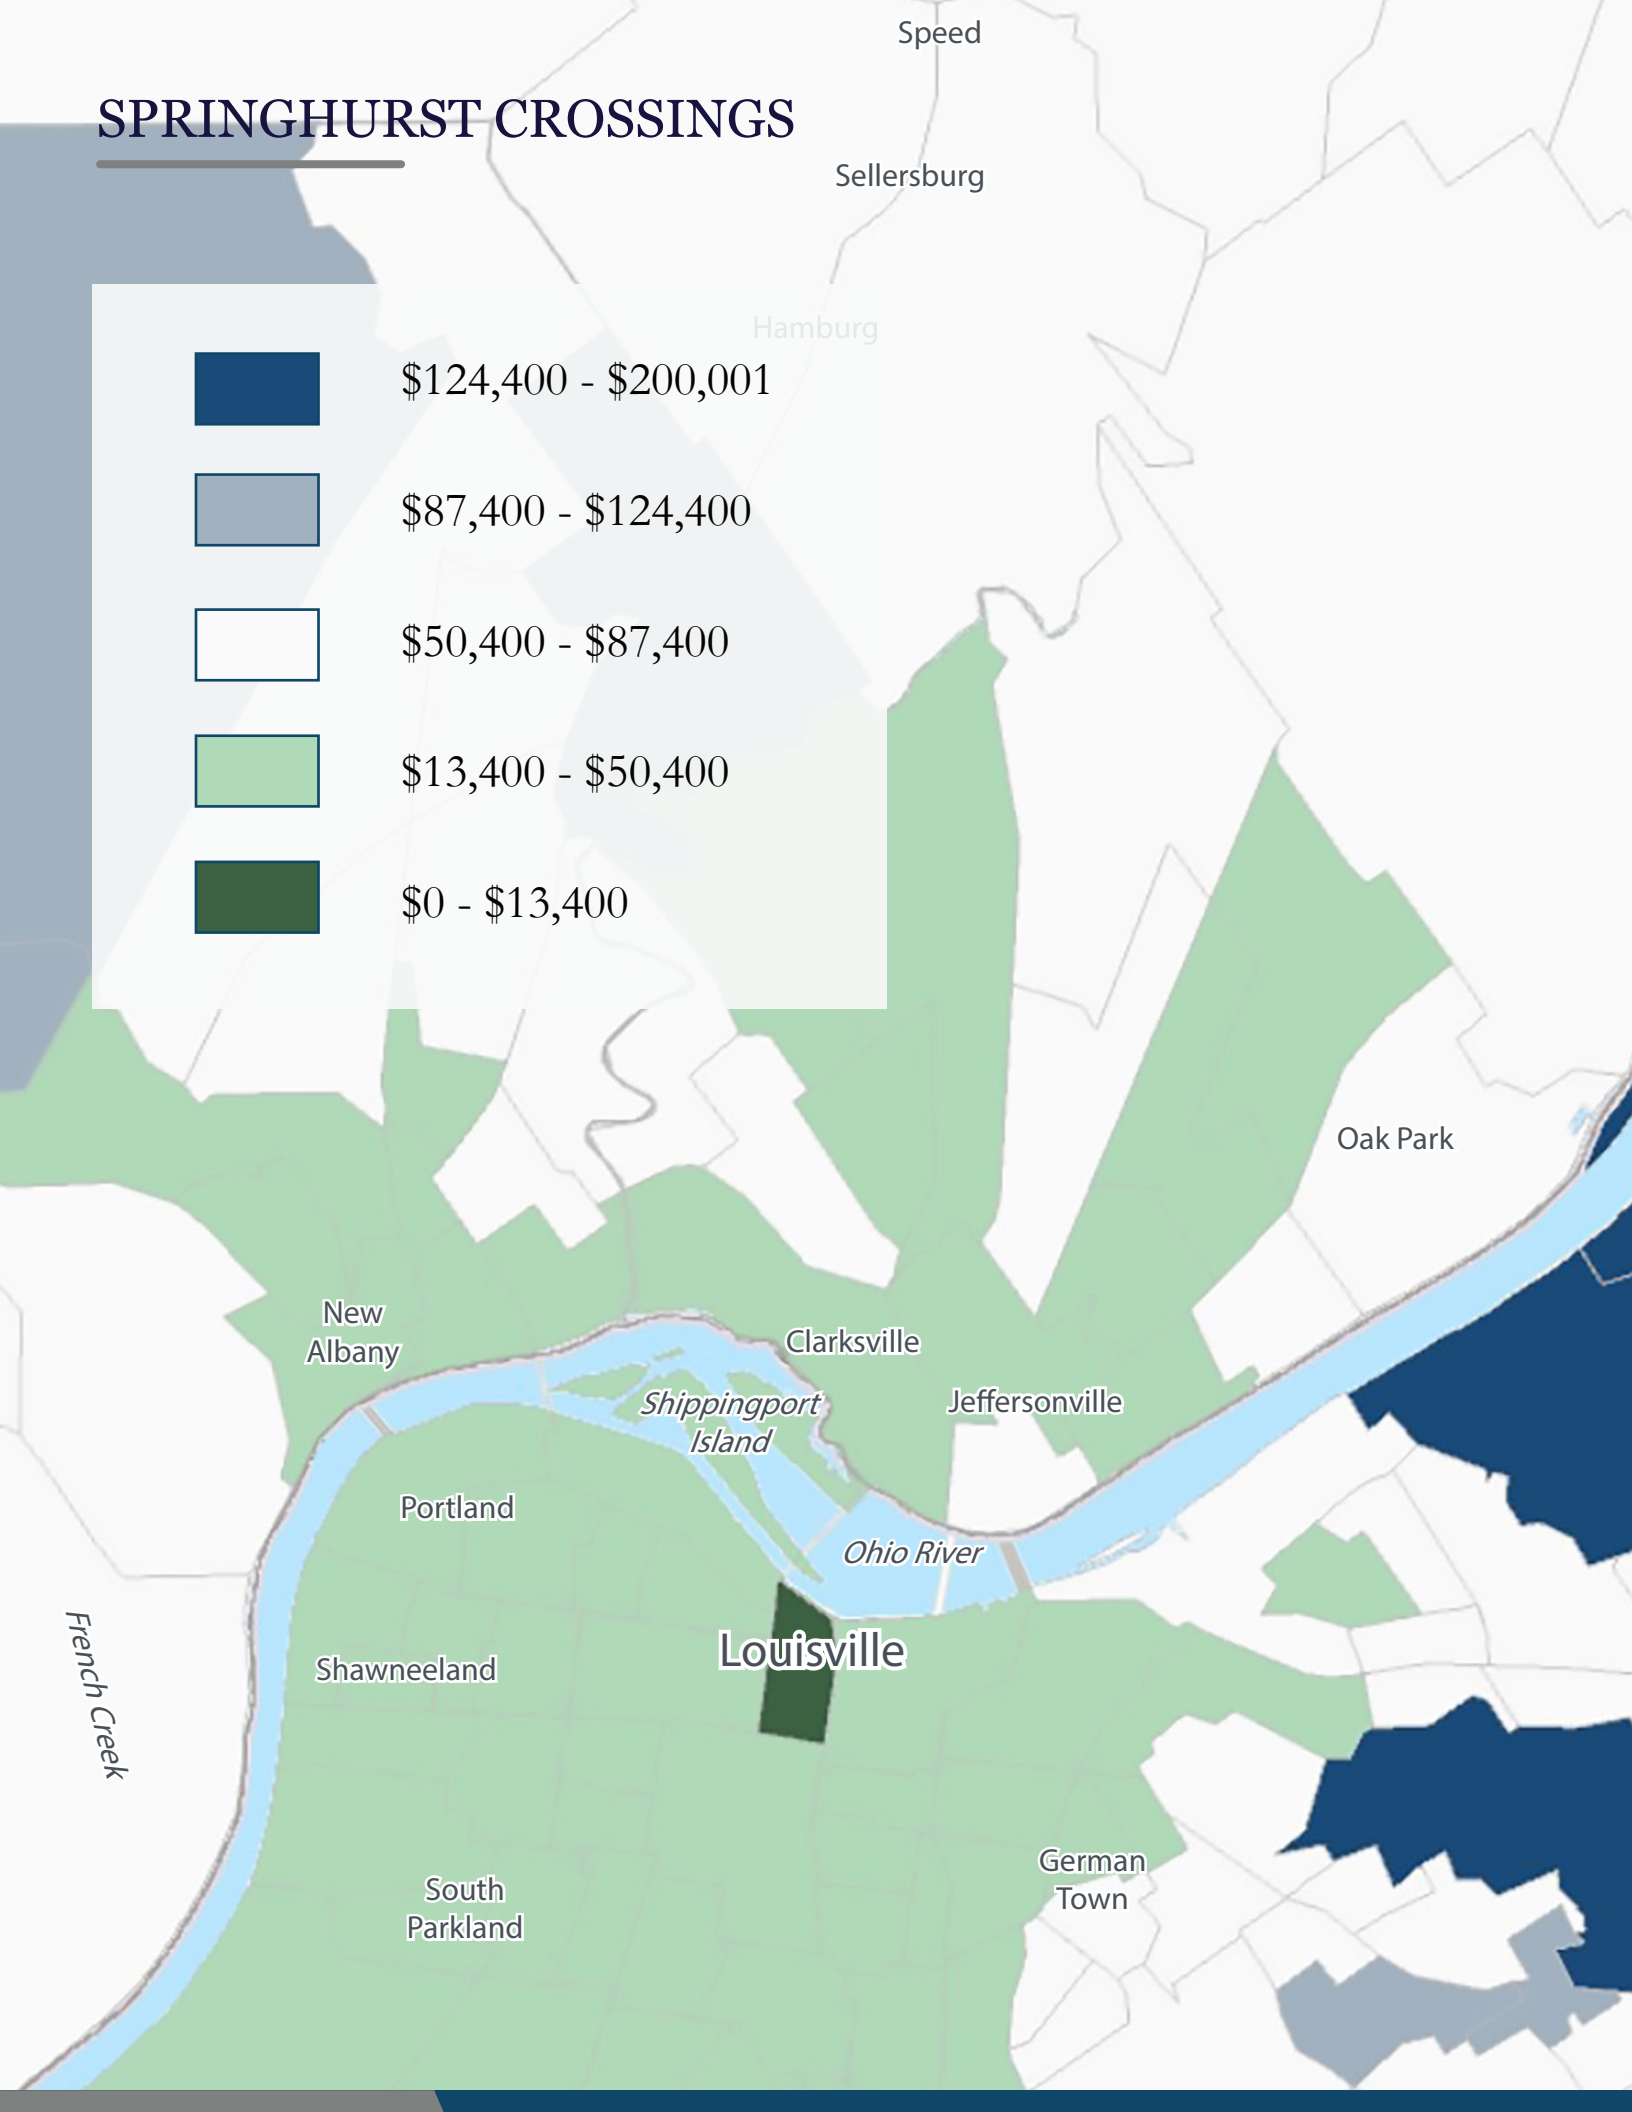 Speed
SPRINGHURST CROSSINGS
Sellersburg
Hamburg
$124,400 - $200,001
$87,400 - $124,400
$50,400 - $87,400
$13,400 - $50,400
$0 - $13,400
Oak Park
New
Albany
Clarksville
Shippingport
Island
Jeffersonville
Portland
Ohio River
French Creek
Shawneeland
Louisville
German
Town
South
Parkland